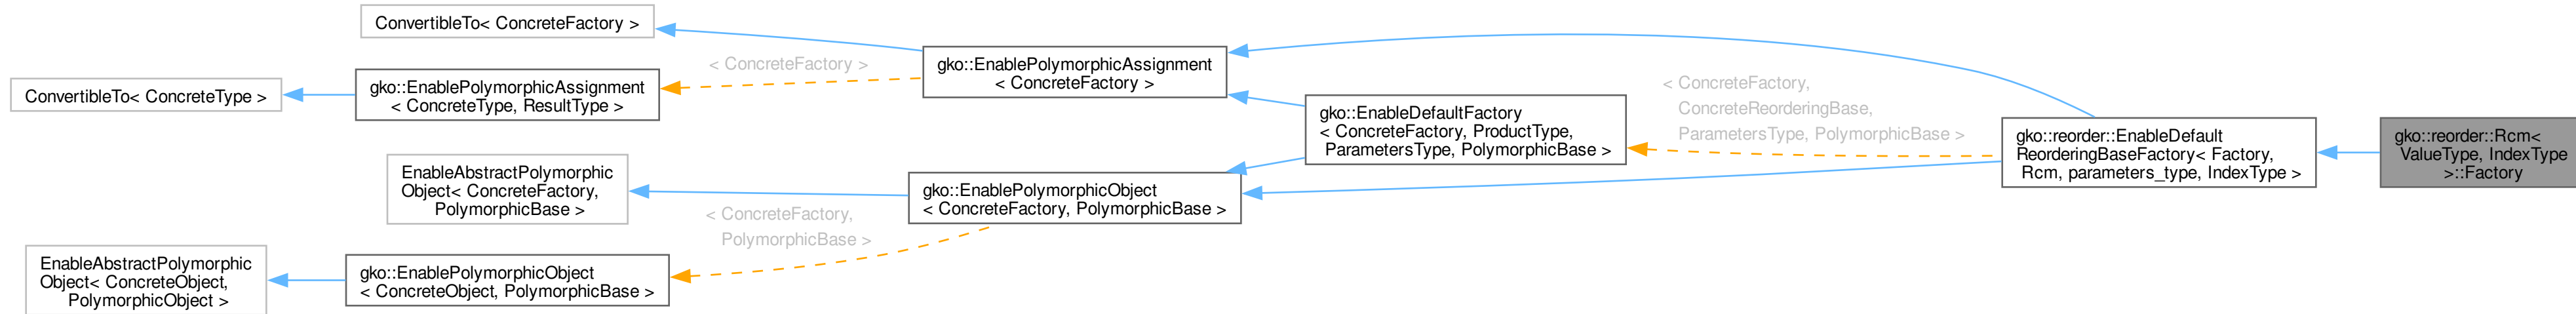 ConvertibleTo< ConcreteFactory >
ConvertibleTo< ConcreteType >
gko::EnablePolymorphicAssignment
< ConcreteType, ResultType >
< ConcreteFactory >
gko::EnablePolymorphicAssignment
< ConcreteFactory >
EnableAbstractPolymorphic
Object< ConcreteFactory,
PolymorphicBase >
EnableAbstractPolymorphic
Object< ConcreteObject,
PolymorphicObject >
gko::EnablePolymorphicObject
< ConcreteObject, PolymorphicBase >
< ConcreteFactory,
PolymorphicBase >
gko::EnablePolymorphicObject
< ConcreteFactory, PolymorphicBase >
gko::EnableDefaultFactory
< ConcreteFactory, ProductType,
ParametersType, PolymorphicBase >
< ConcreteFactory,
ConcreteReorderingBase,
ParametersType, PolymorphicBase >
gko::reorder::EnableDefault
ReorderingBaseFactory< Factory,
Rcm, parameters_type, IndexType >
gko::reorder::Rcm<
ValueType, IndexType
>::Factory